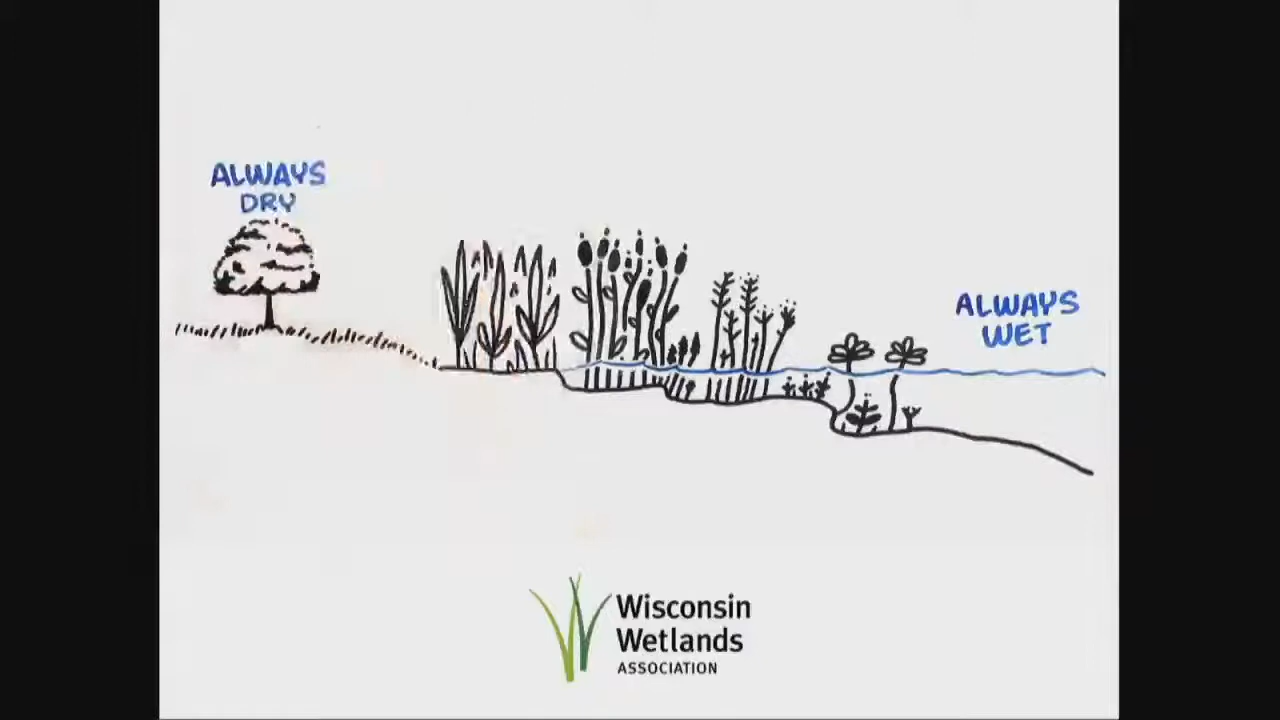 ALWAYS
DRY
ALWAYS
WET
Wisconsin
Wetlands
ASSOCIATION